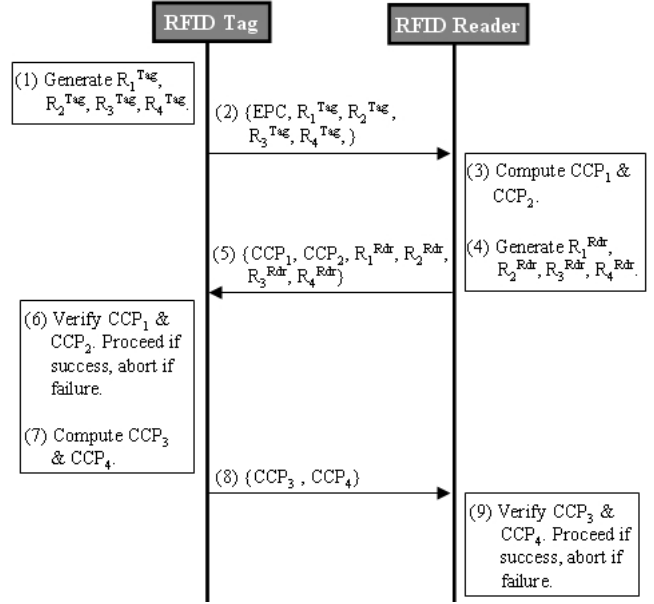 RFID Tag
RFID Reader
(1) Generate R₁ᵀᵃᵍ,
R₂ᵀᵃᵍ, R₃ᵀᵃᵍ, R₄ᵀᵃᵍ.
(2) {EPC, R₁ᵀᵃᵍ, R₂ᵀᵃᵍ,
R₃ᵀᵃᵍ, R₄ᵀᵃᵍ, }
(3) Compute CCP₁ &
CCP₂.
(4) Generate R₁ᴿᵈʳ,
R₂ᴿᵈʳ, R₃ᴿᵈʳ, R₄ᴿᵈʳ.
(5) {CCP₁, CCP₂, R₁ᴿᵈʳ, R₂ᴿᵈʳ,
R₃ᴿᵈʳ, R₄ᴿᵈʳ}
(6) Verify CCP₁ &
CCP₂. Proceed if
success, abort if
failure.
(7) Compute CCP₃
& CCP₄.
(8) {CCP₃ , CCP₄}
(9) Verify CCP₃ &
CCP₄. Proceed if
success, abort if
failure.